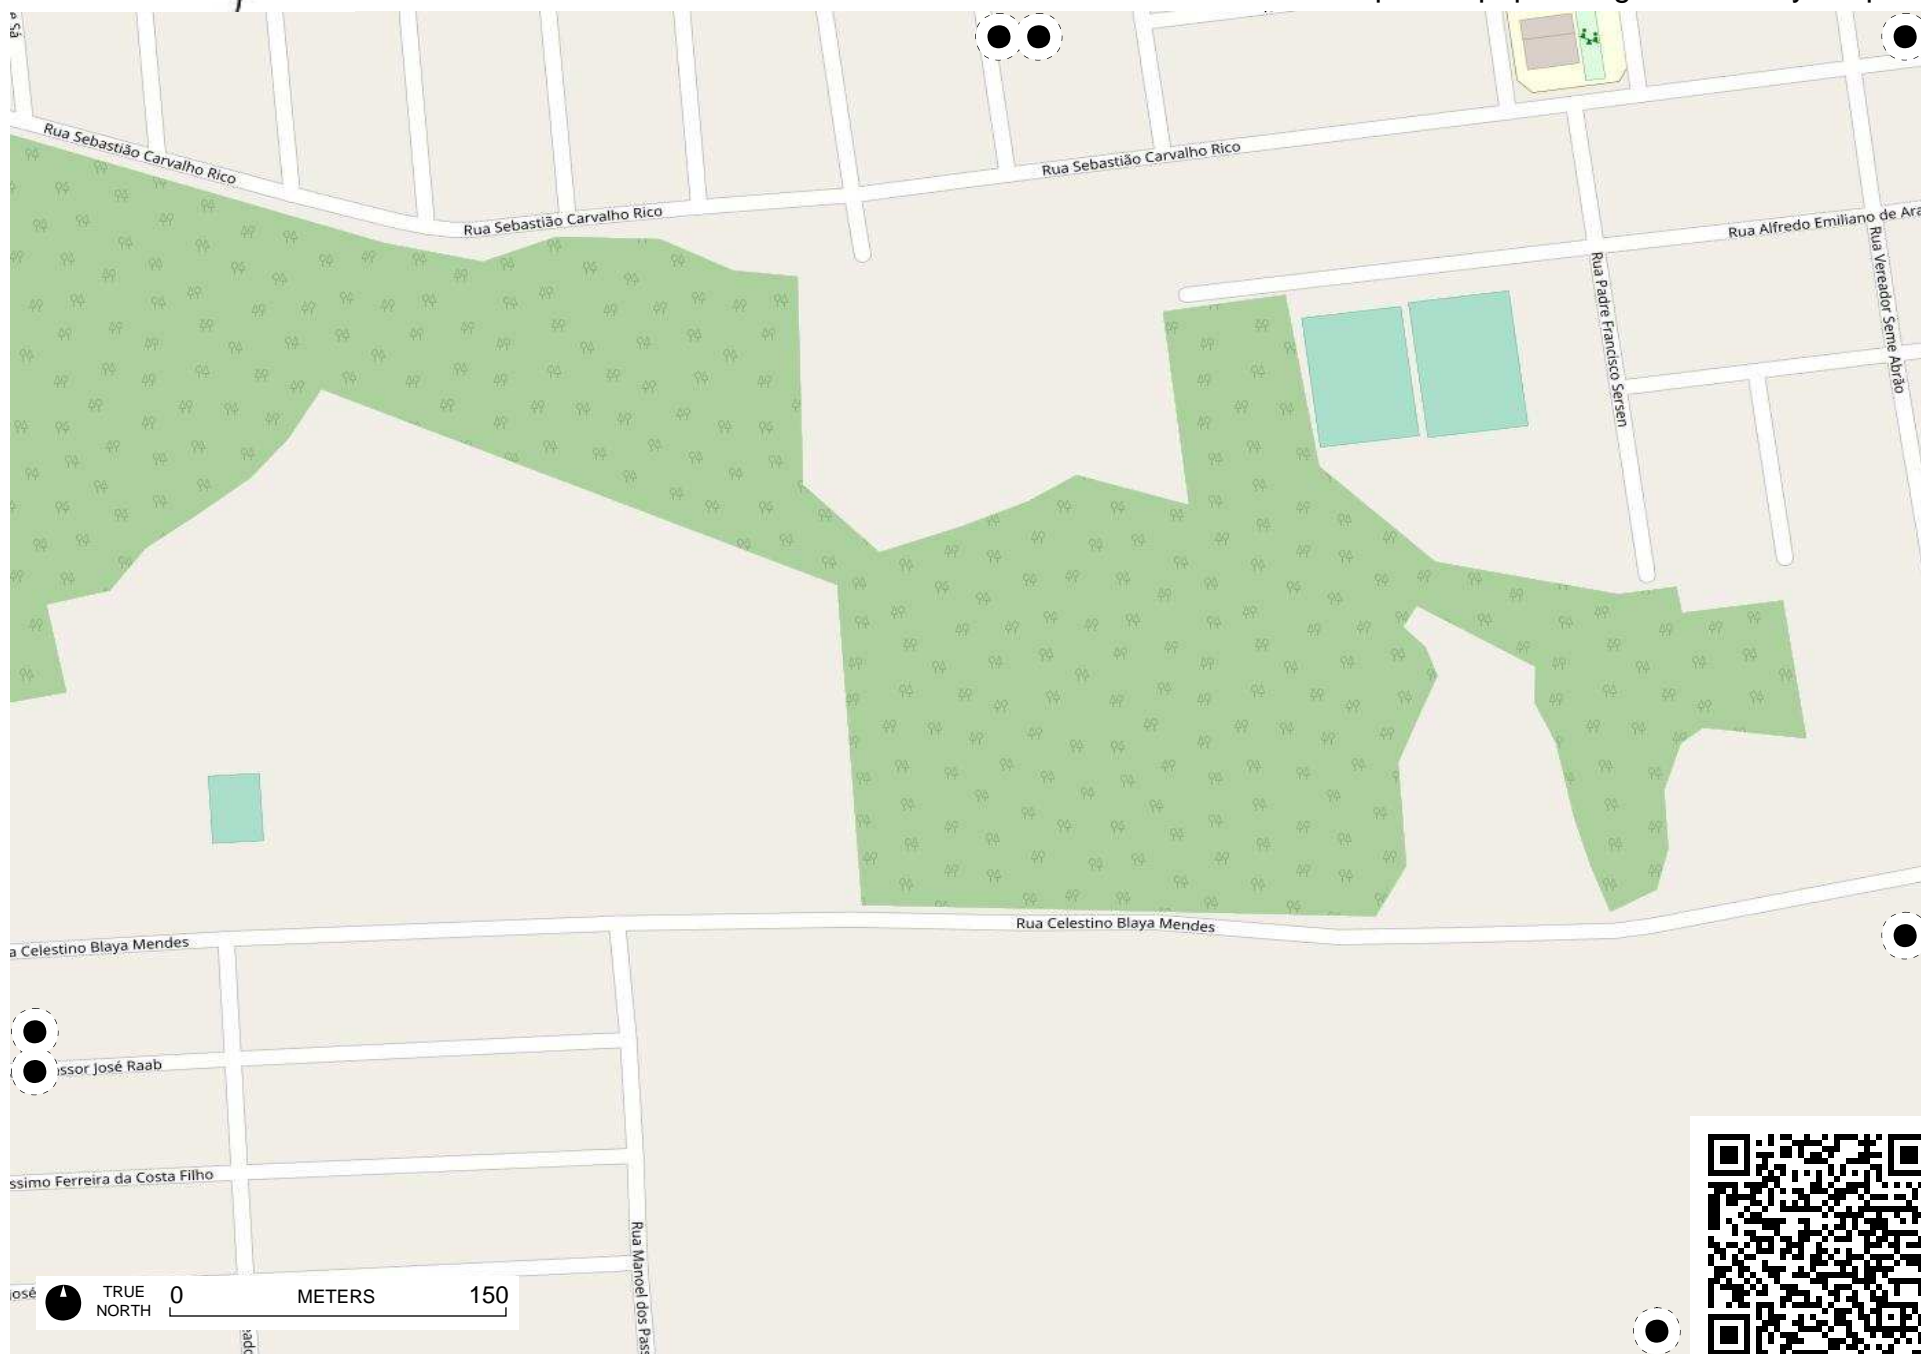 Rua Sebastião Carvalho Rico
Rua Sebastião Carvalho Rico
Rua Sebastião Carvalho Rico
Rua Alfredo Emiliano de Ara
Rua Padre Francisco Sersen
Rua Vereador Seme Abrão
Rua Celestino Blaya Mendes
a Celestino Blaya Mendes
ssor José Raab
ssimo Ferreira da Costa Filho
Rua Manoel dos Pass
José
TRUE
NORTH
0 METERS 150